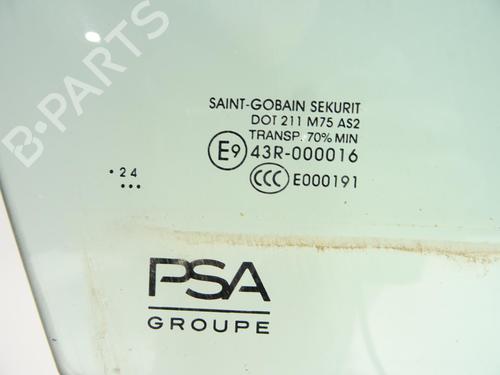 B-PARTS
SAINT-GOBAIN SEKURIT
DOT 211 M75 AS2
TRANSP. 70% MIN
E9 43R-000016
CCC E000191
• 24
•••
PSA
GROUPE